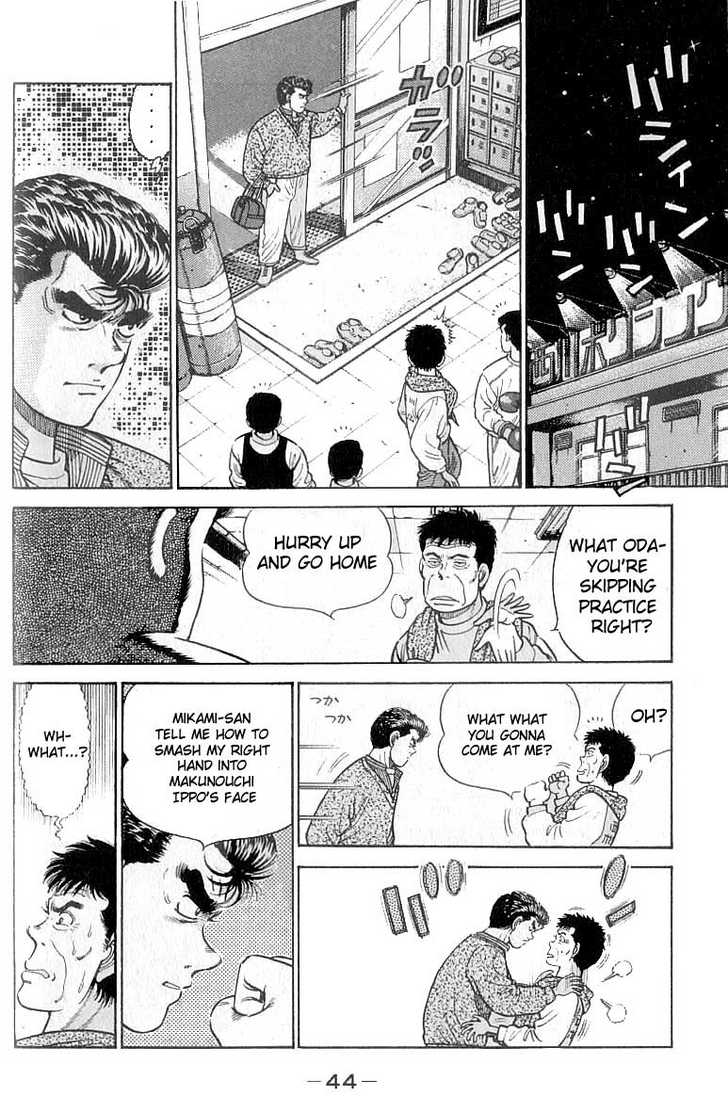 ガラッ
・・・
WHAT ODA-
YOU'RE
SKIPPING
PRACTICE
RIGHT?
HURRY UP
AND GO HOME
OH?
WHAT WHAT
YOU GONNA
COME AT ME?
つか
つか
MIKAMI-SAN
TELL ME HOW TO
SMASH MY RIGHT
HAND INTO
MAKUNOUCHI
IPPO'S FACE
WH-
WHAT...?
—44—